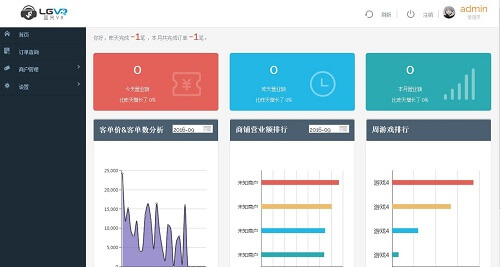 LGVR
蓝光VR
刷新
注销
admin
管理员
首页
订单查询
商户管理
设置
你好，昨天完成 -1笔，本月共完成订单 -1笔。
0
今天营业额
比昨天增长了 0%
0
昨天营业额
比昨天增长了 0%
0
本月营业额
比昨天增长了 0%
客单价&客单数分析
2016-09
25,000
20,000
15,000
10,000
5,000
0
商铺营业额排行
2016-09
未知商户
未知商户
未知商户
未知商户
周游戏排行
游戏4
游戏4
游戏4
游戏4